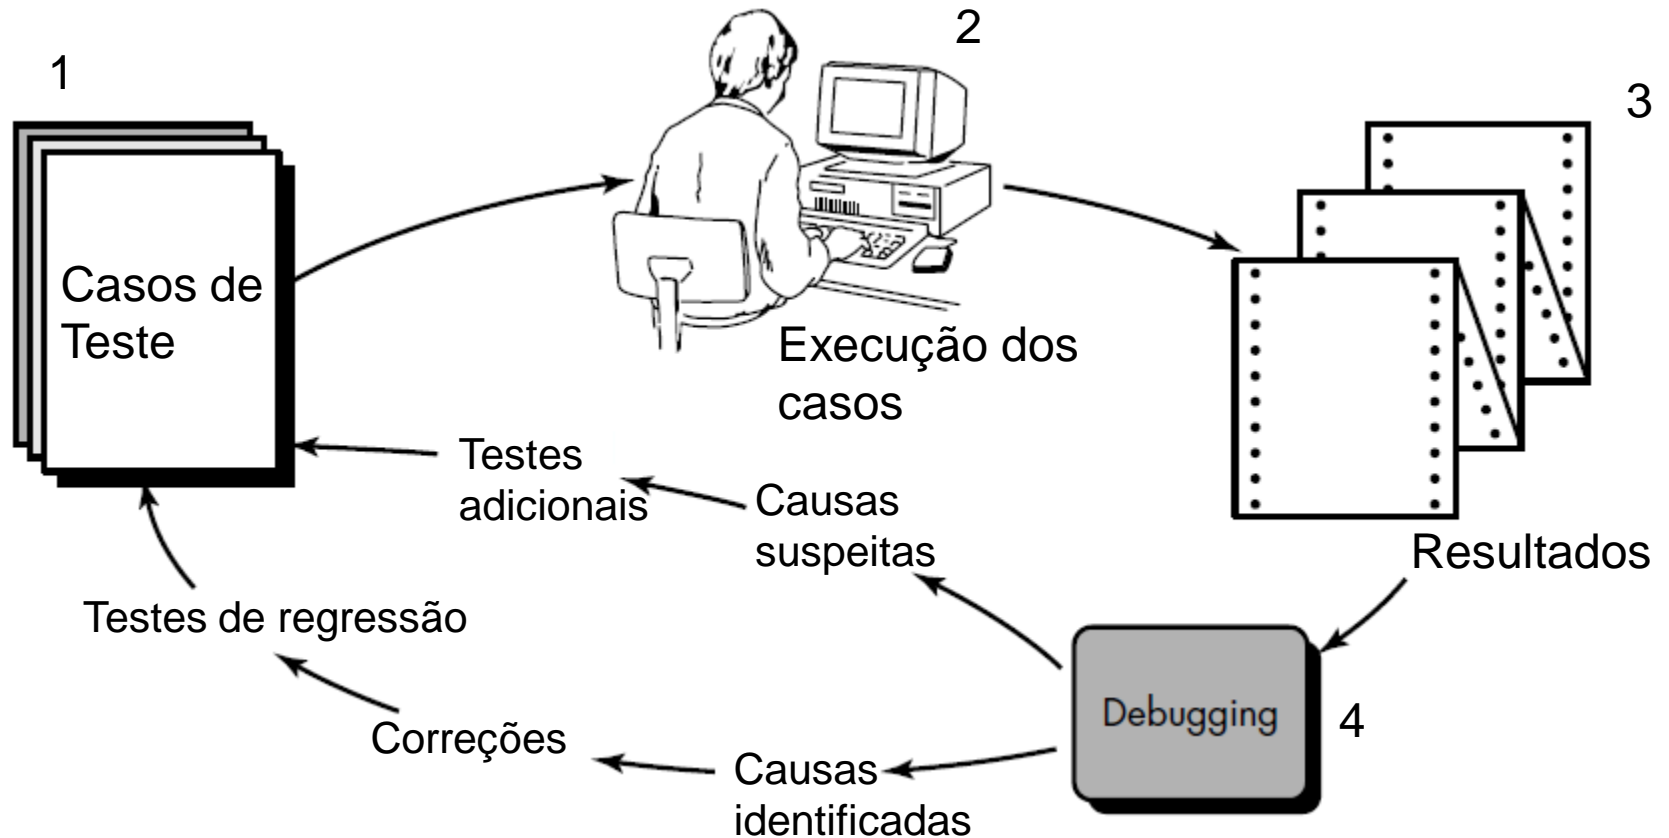 1
2
3
Casos de
Teste
Execução dos
casos
Resultados
Testes
adicionais
Causas
suspeitas
Testes de regressão
Debugging
4
Correções
Causas
identificadas